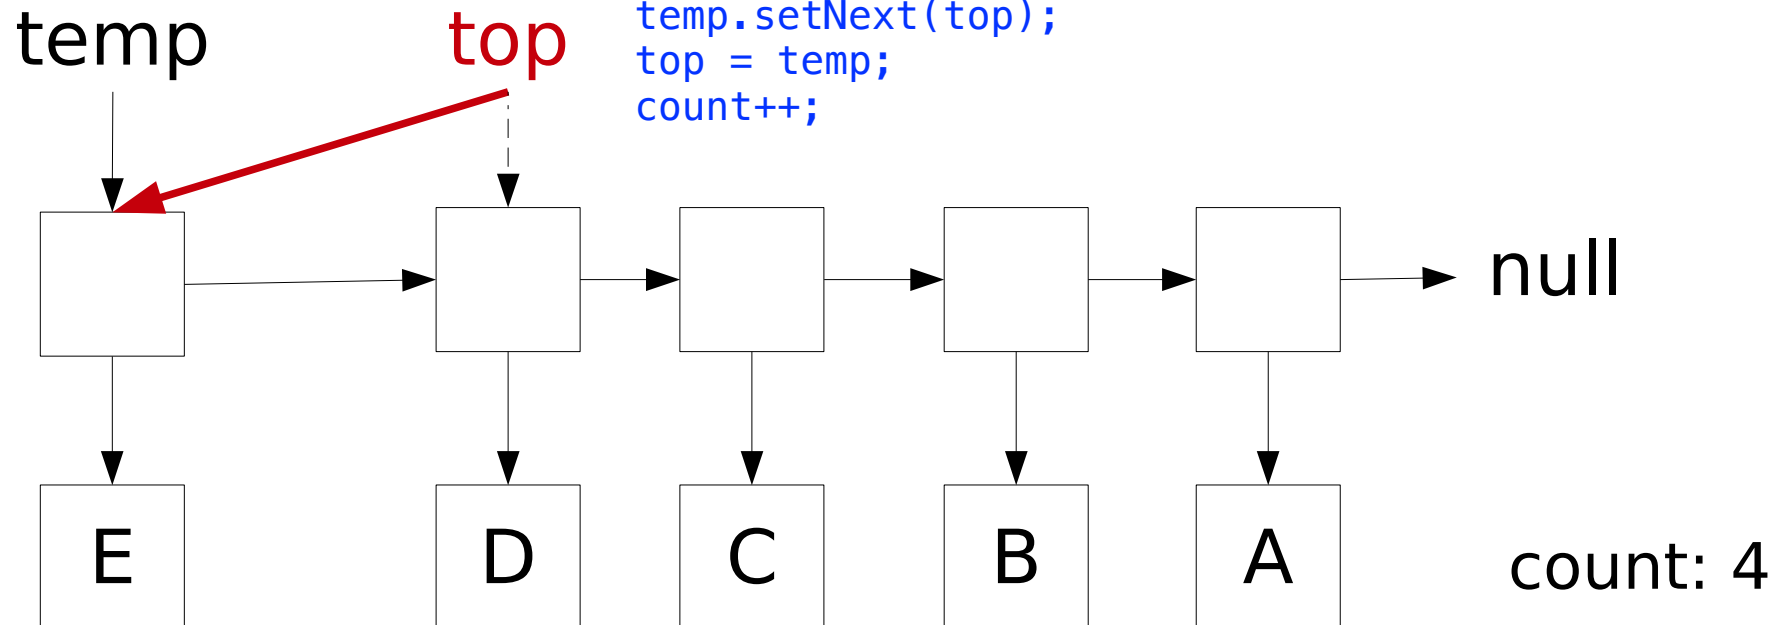 temp
top
temp.setNext(top);
top = temp;
count++;
null
E
D
C
B
A
count: 4